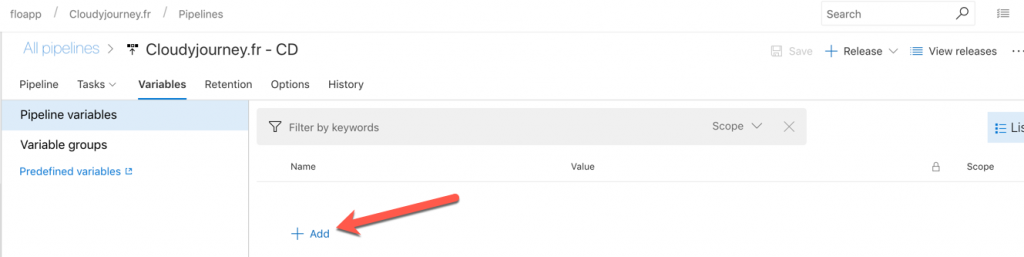 floapp / Cloudyjourney.fr / Pipelines Search
All pipelines > Cloudyjourney.fr - CD Save + Release View releases ...
Pipeline Tasks Variables Retention Options History
Pipeline variables
Variable groups
Predefined variables
Filter by keywords Scope
Lis
Name Value Scope
+ Add